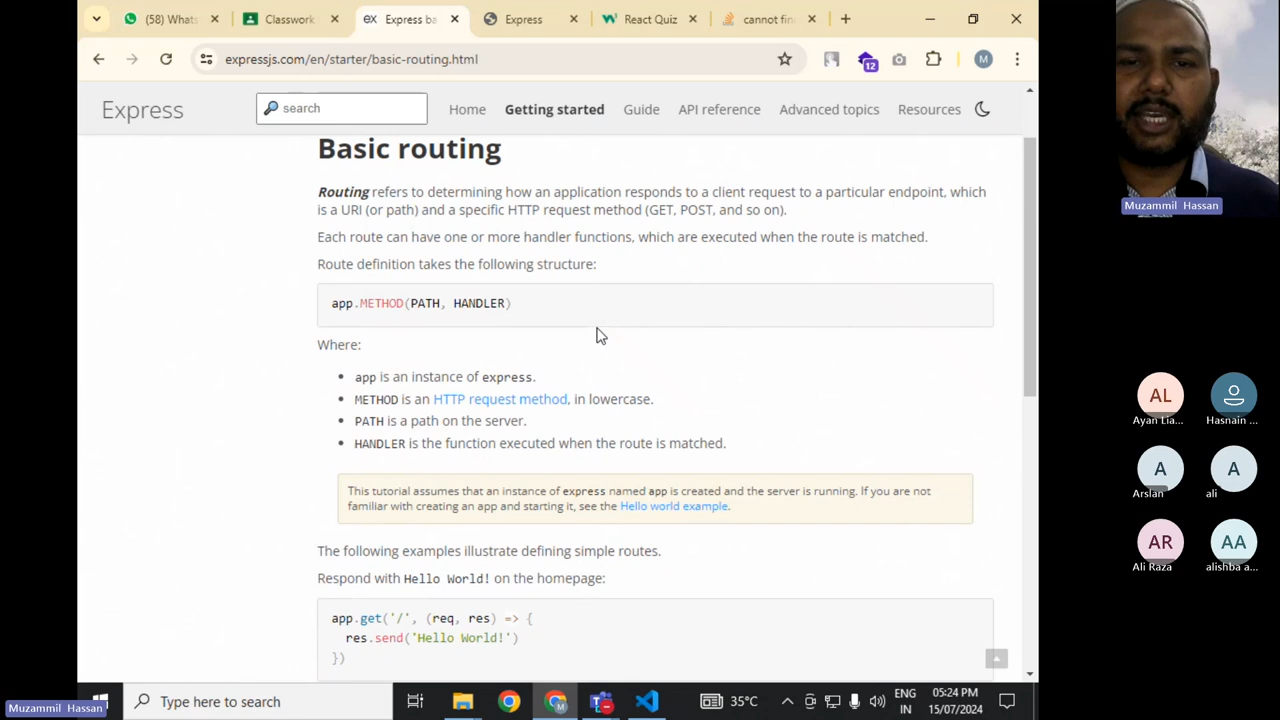 (58) Whats
Classwork
Express ba
Express
React Quiz
cannot fin
expressjs.com/en/starter/basic-routing.html
12
M
Express
search
Home
Getting started
Guide
API reference
Advanced topics
Resources
Basic routing
Routing refers to determining how an application responds to a client request to a particular endpoint, which
is a URI (or path) and a specific HTTP request method (GET, POST, and so on).
Each route can have one or more handler functions, which are executed when the route is matched.
Route definition takes the following structure:
app.METHOD(PATH, HANDLER)
Where:
• app is an instance of express.
• METHOD is an HTTP request method, in lowercase.
• PATH is a path on the server.
• HANDLER is the function executed when the route is matched.
This tutorial assumes that an instance of express named app is created and the server is running. If you are not
familiar with creating an app and starting it, see the Hello world example.
The following examples illustrate defining simple routes.
Respond with Hello World! on the homepage:
app.get('/', (req, res) => {
res.send('Hello World!')
})
Type here to search
35°C
ENG
IN
05:24 PM
15/07/2024
Muzammil Hassan
Muzammil Hassan
AL
Ayan Lia...
Hasnain ...
A
Arslan
A
ali
AR
Ali Raza
AA
alishba a...